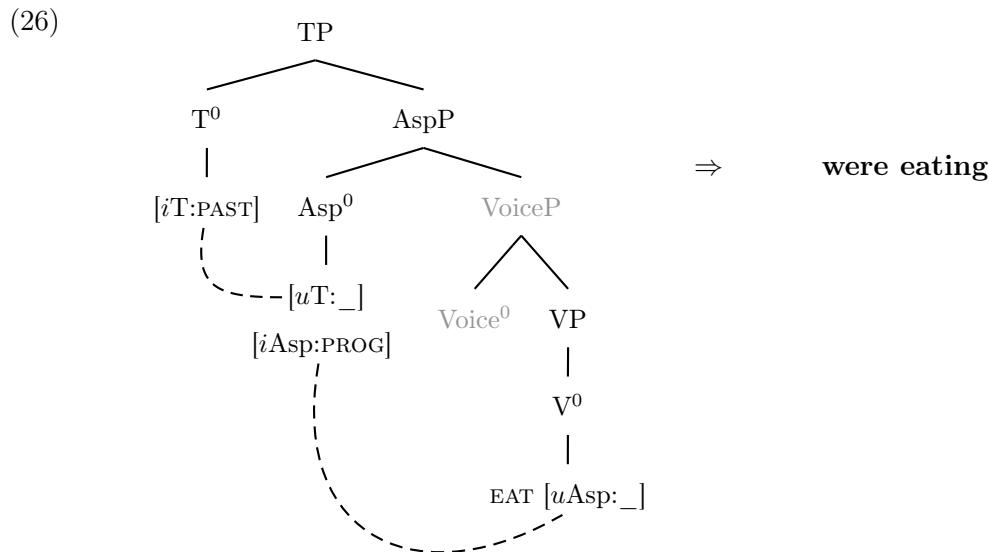 (26)
TP
T⁰ AspP
⇒ were eating
[iT:PAST] Asp⁰ VoiceP
[uT:_]
Voice⁰ VP
[iAsp:PROG]
V⁰
EAT [uAsp:_]